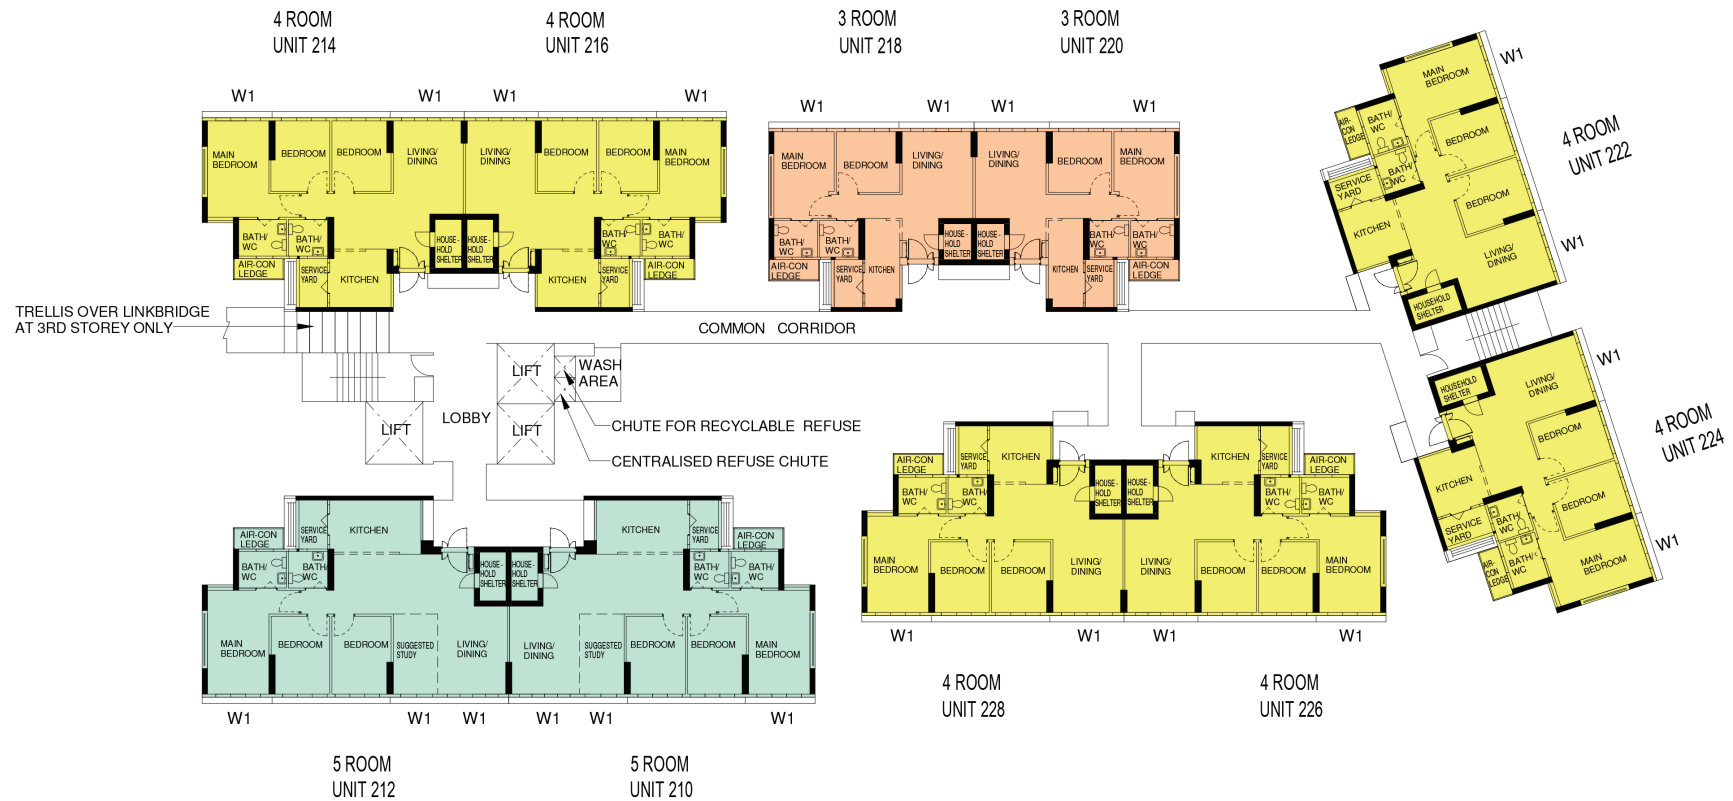 4 ROOM
UNIT 214
4 ROOM
UNIT 216
3 ROOM
UNIT 218
3 ROOM
UNIT 220
4 ROOM
UNIT 222
W1
W1
W1
W1
MAIN
BEDROOM
BEDROOM
BEDROOM
LIVING/
DINING
LIVING/
DINING
BEDROOM
BEDROOM
MAIN
BEDROOM
BATH/
WC
BATH/
WC
HOUSE-
HOLD
SHELTER
HOUSE-
HOLD
SHELTER
BATH/
WC
BATH/
WC
AIR-CON
LEDGE
SERVICE
YARD
KITCHEN
KITCHEN
SERVICE
YARD
AIR-CON
LEDGE
W1
W1
W1
W1
MAIN
BEDROOM
BEDROOM
LIVING/
DINING
LIVING/
DINING
BEDROOM
MAIN
BEDROOM
BATH/
WC
BATH/
WC
HOUSE-
HOLD
SHELTER
HOUSE-
HOLD
SHELTER
BATH/
WC
BATH/
WC
AIR-CON
LEDGE
SERVICE
YARD
KITCHEN
KITCHEN
SERVICE
YARD
AIR-CON
LEDGE
W1
MAIN
BEDROOM
AIR-
CON
LEDGE
BATH/
WC
BEDROOM
BATH/
WC
SERVICE
YARD
BEDROOM
KITCHEN
LIVING/
DINING
W1
HOUSEHOLD
SHELTER
TRELLIS OVER LINKBRIDGE
AT 3RD STOREY ONLY
COMMON CORRIDOR
LIFT
WASH
AREA
LOBBY
LIFT
LIFT
CHUTE FOR RECYCLABLE REFUSE
CENTRALISED REFUSE CHUTE
W1
HOUSEHOLD
SHELTER
LIVING/
DINING
BEDROOM
KITCHEN
BEDROOM
SERVICE
YARD
BATH/
WC
BATH/
WC
AIR-
CON
LEDGE
MAIN
BEDROOM
W1
4 ROOM
UNIT 224
AIR-CON
LEDGE
SERVICE
YARD
KITCHEN
KITCHEN
SERVICE
YARD
AIR-CON
LEDGE
BATH/
WC
BATH/
WC
HOUSE-
HOLD
SHELTER
HOUSE-
HOLD
SHELTER
BATH/
WC
BATH/
WC
MAIN
BEDROOM
BEDROOM
BEDROOM
LIVING/
DINING
LIVING/
DINING
BEDROOM
BEDROOM
MAIN
BEDROOM
W1
W1
W1
W1
4 ROOM
UNIT 228
4 ROOM
UNIT 226
AIR-CON
LEDGE
SERVICE
YARD
KITCHEN
KITCHEN
SERVICE
YARD
AIR-CON
LEDGE
BATH/
WC
BATH/
WC
HOUSE-
HOLD
SHELTER
HOUSE-
HOLD
SHELTER
BATH/
WC
BATH/
WC
MAIN
BEDROOM
BEDROOM
BEDROOM
SUGGESTED
STUDY
LIVING/
DINING
LIVING/
DINING
SUGGESTED
STUDY
BEDROOM
BEDROOM
MAIN
BEDROOM
W1
W1
W1
W1
W1
W1
5 ROOM
UNIT 212
5 ROOM
UNIT 210